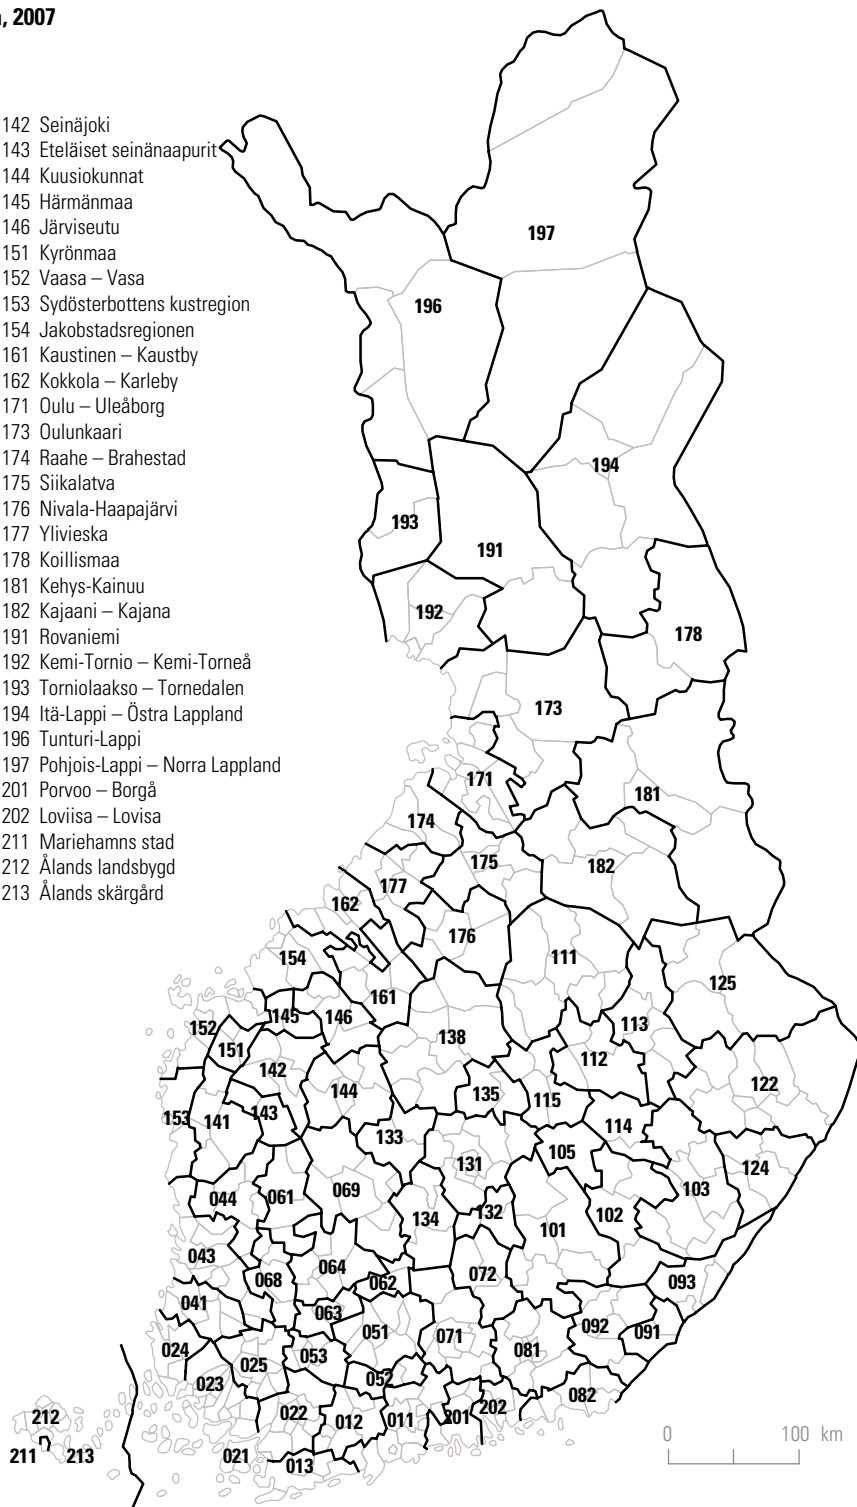 , 2007
142 Seinäjoki
143 Eteläiset seinänaapurit
144 Kuusiokunnat
145 Härmänmaa
146 Järviseutu
151 Kyrönmaa
152 Vaasa – Vasa
153 Sydösterbottens kustregion
154 Jakobstadsregionen
161 Kaustinen – Kaustby
162 Kokkola – Karleby
171 Oulu – Uleåborg
173 Oulunkaari
174 Raahe – Brahestad
175 Siikalatva
176 Nivala-Haapajärvi
177 Ylivieska
178 Koillismaa
181 Kehys-Kainuu
182 Kajaani – Kajana
191 Rovaniemi
192 Kemi-Tornio – Kemi-Torneå
193 Torniolaakso – Tornedalen
194 Itä-Lappi – Östra Lappland
196 Tunturi-Lappi
197 Pohjois-Lappi – Norra Lappland
201 Porvoo – Borgå
202 Loviisa – Lovisa
211 Mariehamns stad
212 Ålands landsbygd
213 Ålands skärgård
197
196
194
193
191
192
178
173
171
181
174
175
182
177
162
176
154
111
125
161
145
146
152
113
138
151
112
142
122
144
135
115
153
141
143
114
133
105
131
124
044
061
069
103
132
134
102
101
043
064
068
062
072
093
041
063
051
071
092
091
024
053
081
025
052
023
082
202
212
022
012
011
201
0 100 km
211
213
021
013